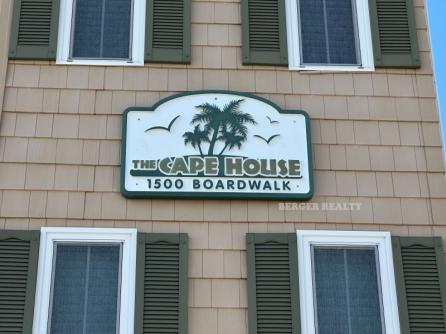 THE CAPE HOUSE
• 1500 BOARDWALK •
BERGER REALTY